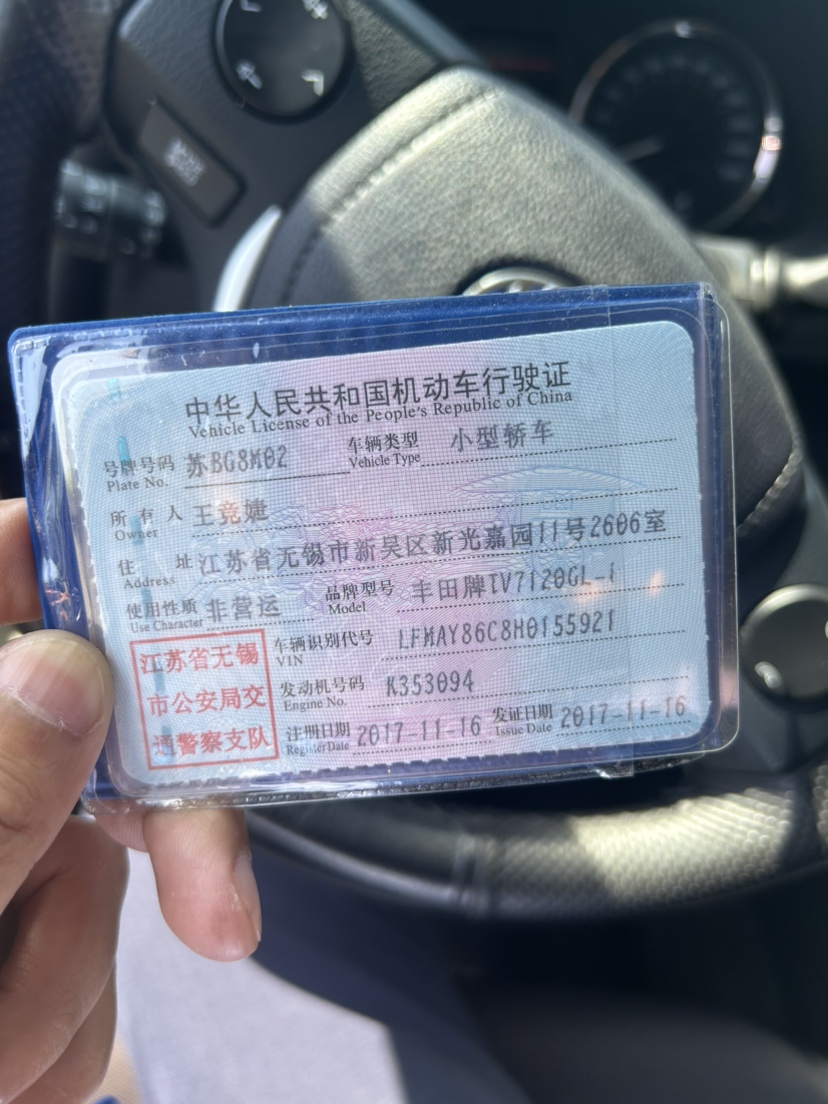 中华人民共和国机动车行驶证
Vehicle License of the People's Republic of China
号牌号码 苏BG8M02 车辆类型 小型轿车
Plate No. Vehicle Type
所有人 王竞婕
Owner
住址 江苏省无锡市新吴区新光嘉园11号2606室
Address
使用性质 非营运 品牌型号 丰田牌TV7120GL-i
Use Character Model
江苏省无锡
市公安局交
通警察支队
车辆识别代号 LFMAY86C8H0155921
VIN
发动机号码 K353094
Engine No.
注册日期 2017-11-16 发证日期 2017-11-16
Register Date Issue Date